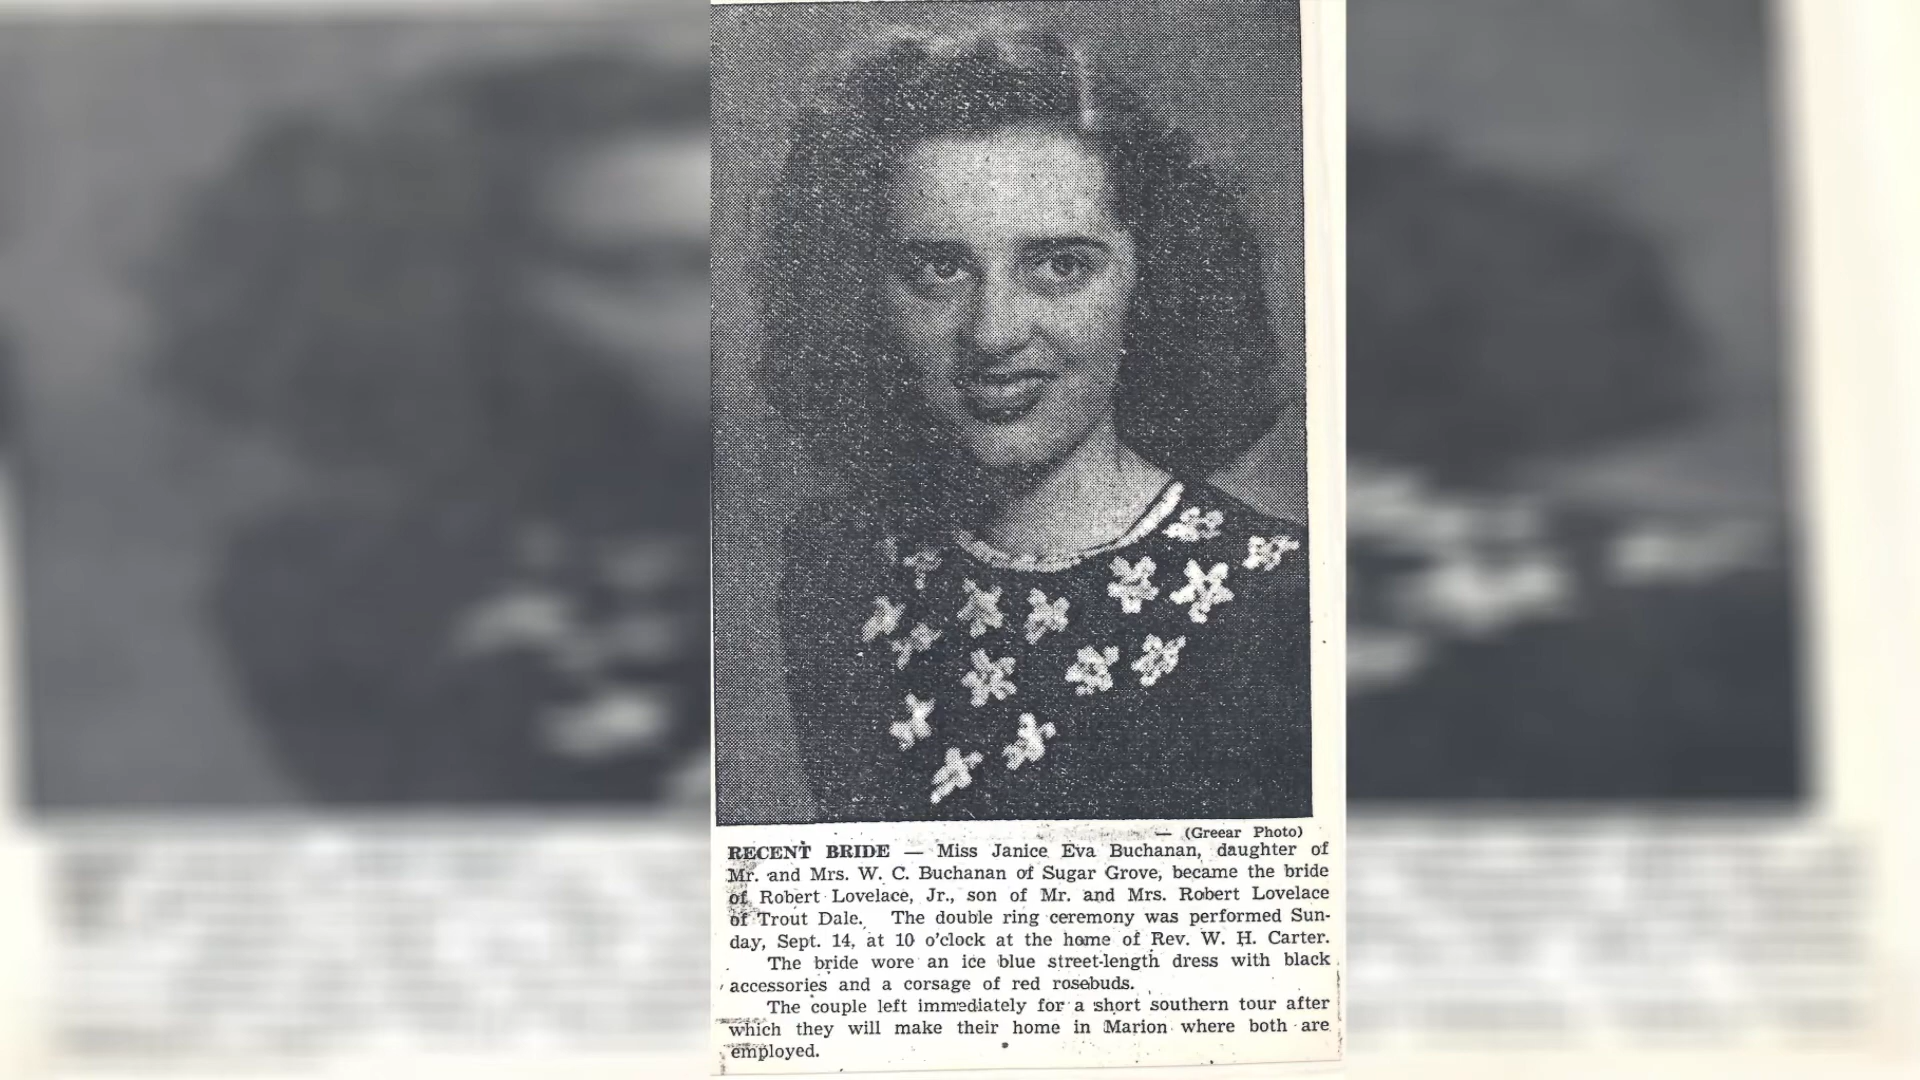 — (Greear Photo)
RECENT BRIDE — Miss Janice Eva Buchanan, daughter of
Mr. and Mrs. W. C. Buchanan of Sugar Grove, became the bride
of Robert Lovelace, Jr., son of Mr. and Mrs. Robert Lovelace
of Trout Dale. The double ring ceremony was performed Sun-
day, Sept. 14, at 10 o'clock at the home of Rev. W. H. Carter.
The bride wore an ice blue street-length dress with black
accessories and a corsage of red rosebuds.
The couple left immediately for a short southern tour after
which they will make their home in Marion where both are
employed.